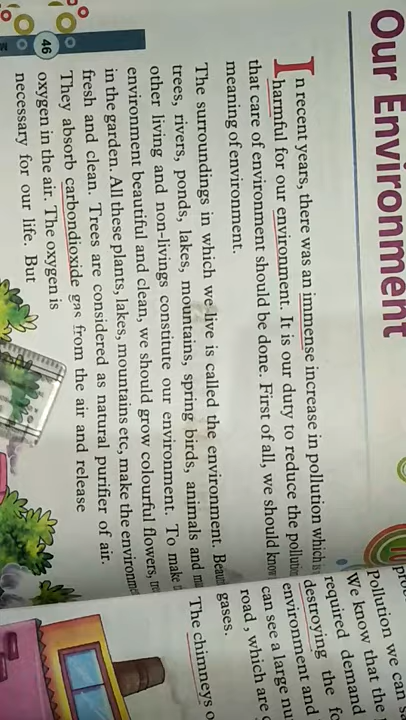 Our Environment
In recent years, there was an immense increase in pollution which is
harmful for our environment. It is our duty to reduce the pollution
that care of environment should be done. First of all, we should know
meaning of environment.
The surroundings in which we live is called the environment.
trees, rivers, ponds, lakes, mountains, spring birds, animals and
other living and non-livings constitute our environment. To make
environment beautiful and clean, we should grow colourful flowers,
in the garden. All these plants, lakes, mountains etc, make the environment
fresh and clean. Trees are considered as natural purifier of air.
They absorb carbondioxide gas from the air and release
oxygen in the air. The oxygen is
necessary for our life. But
46
Pollution we can
We know that the
required demand
destroying the
environment and
can see a large
road, which are
gases.
The chimneys